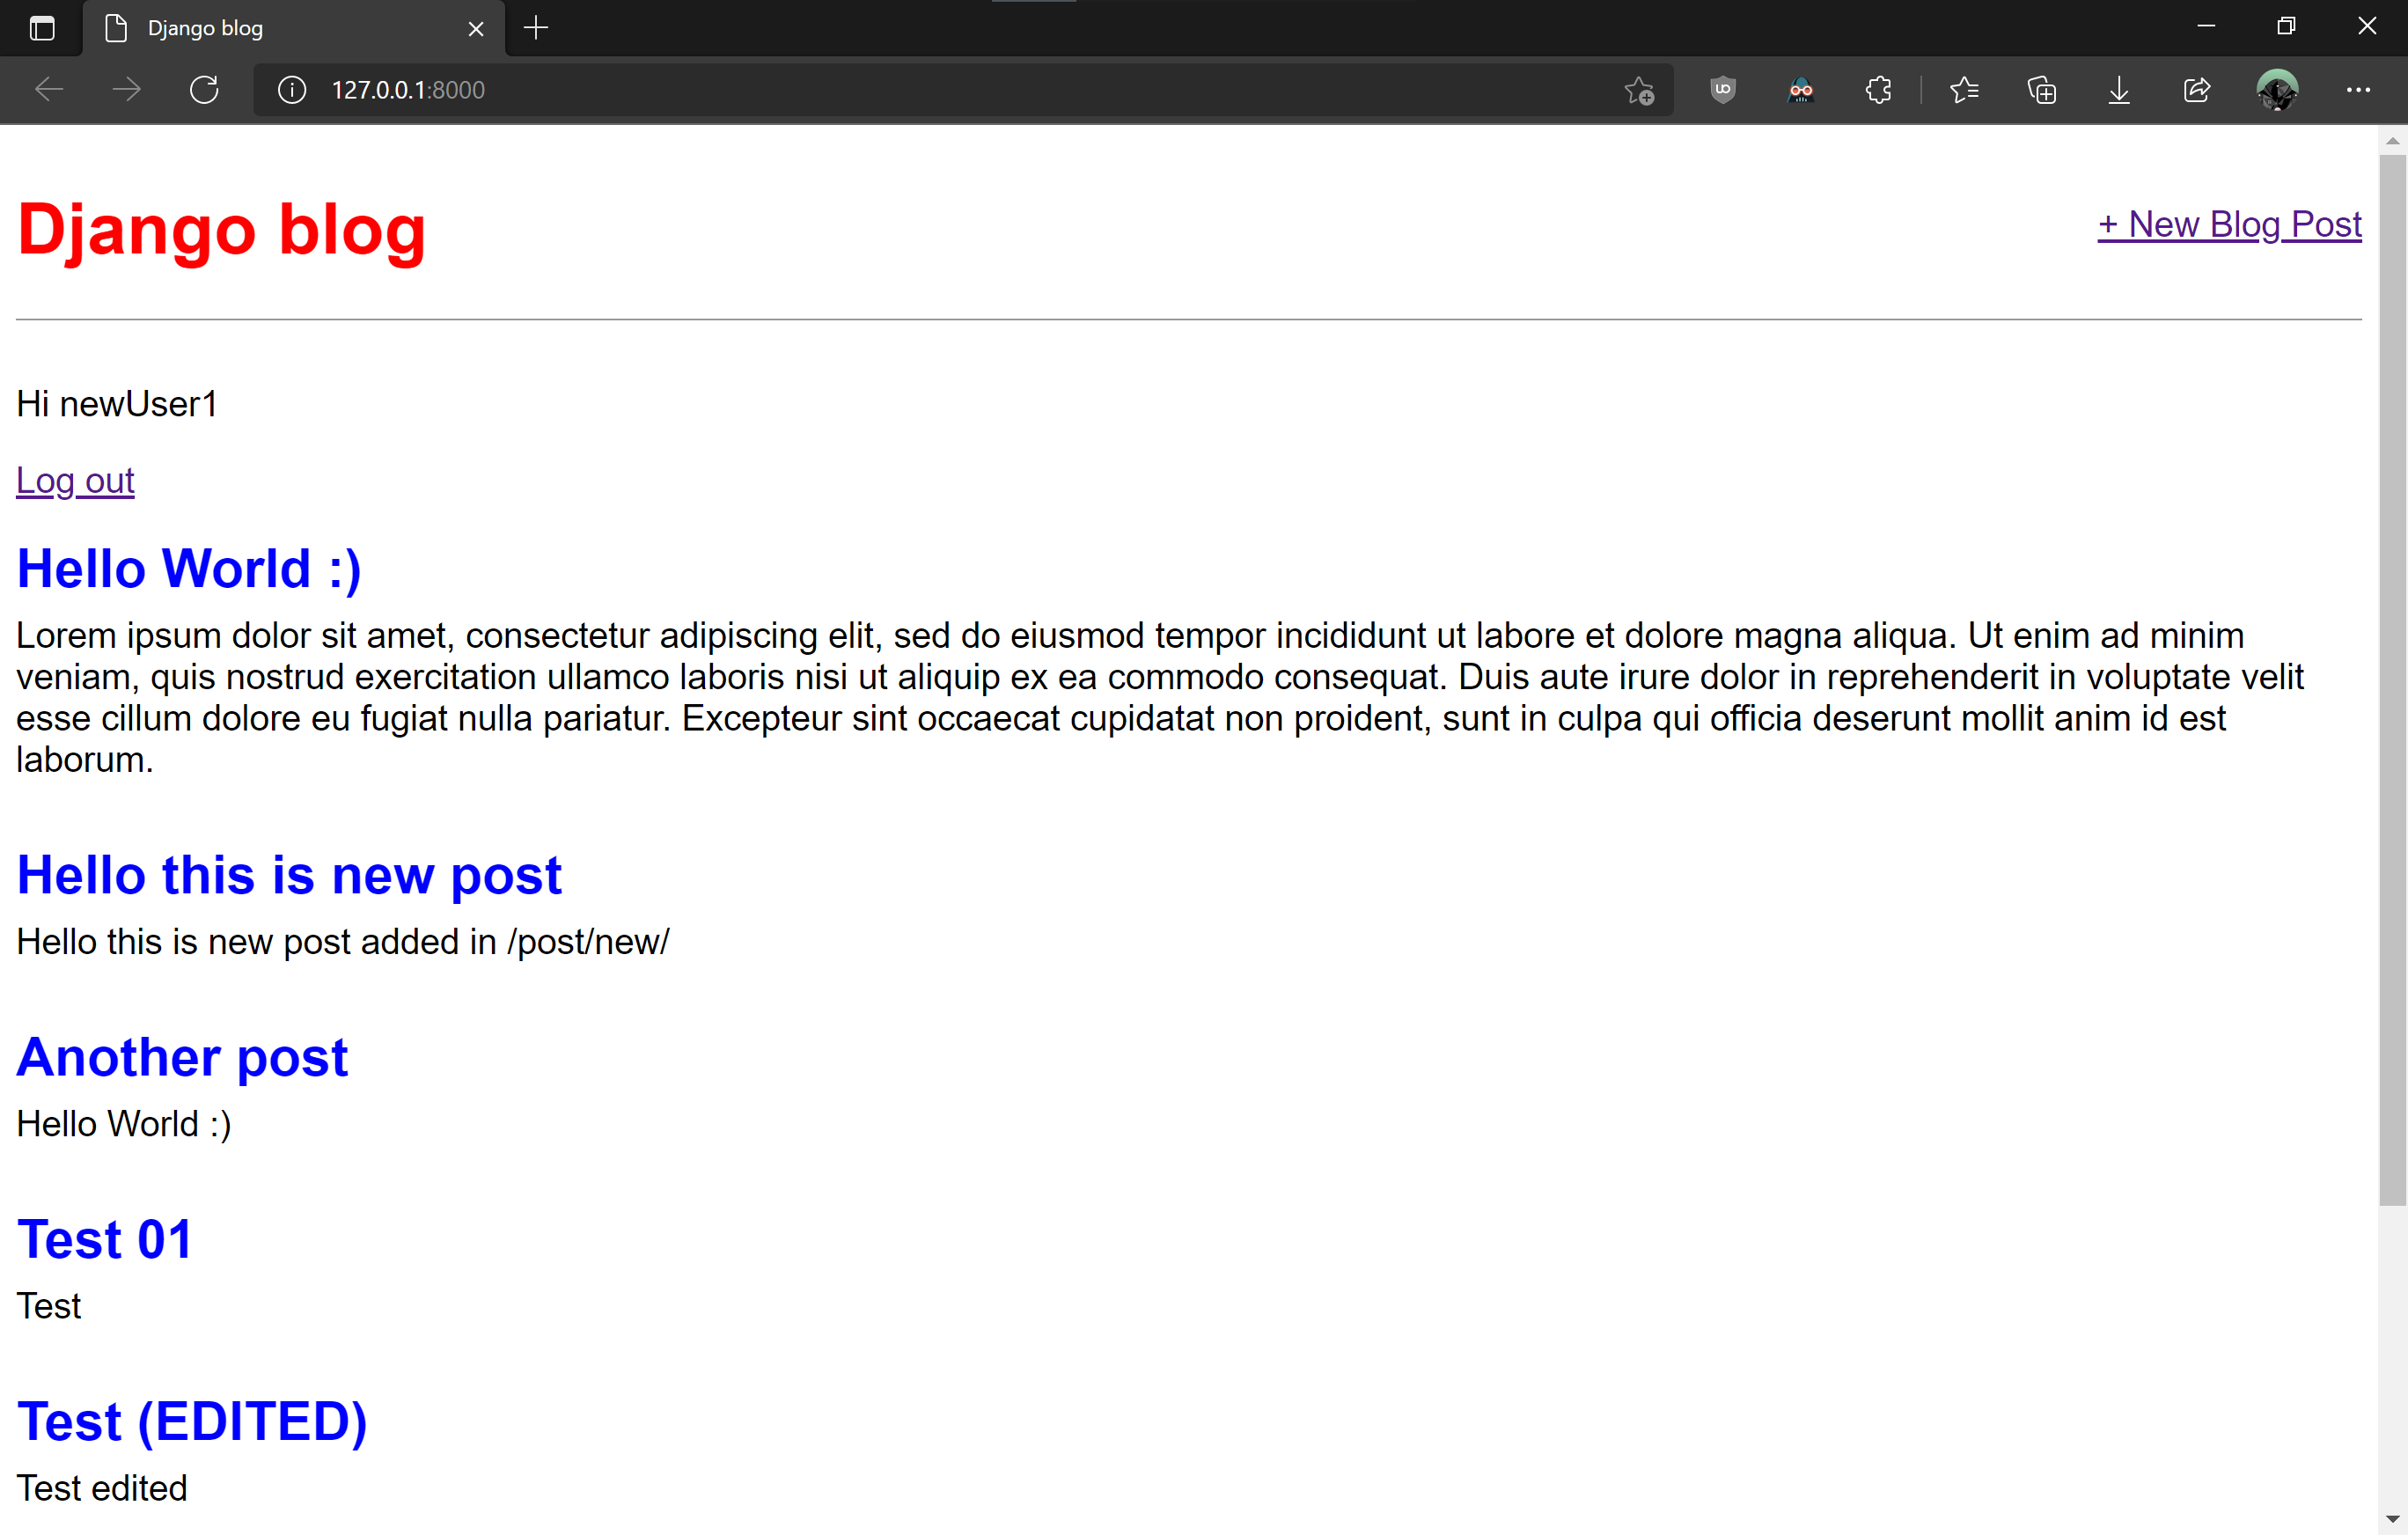 Django blog
127.0.0.1:8000
Django blog
+ New Blog Post
Hi newUser1
Log out
Hello World :)
Lorem ipsum dolor sit amet, consectetur adipiscing elit, sed do eiusmod tempor incididunt ut labore et dolore magna aliqua. Ut enim ad minim
veniam, quis nostrud exercitation ullamco laboris nisi ut aliquip ex ea commodo consequat. Duis aute irure dolor in reprehenderit in voluptate velit
esse cillum dolore eu fugiat nulla pariatur. Excepteur sint occaecat cupidatat non proident, sunt in culpa qui officia deserunt mollit anim id est
laborum.
Hello this is new post
Hello this is new post added in /post/new/
Another post
Hello World :)
Test 01
Test
Test (EDITED)
Test edited